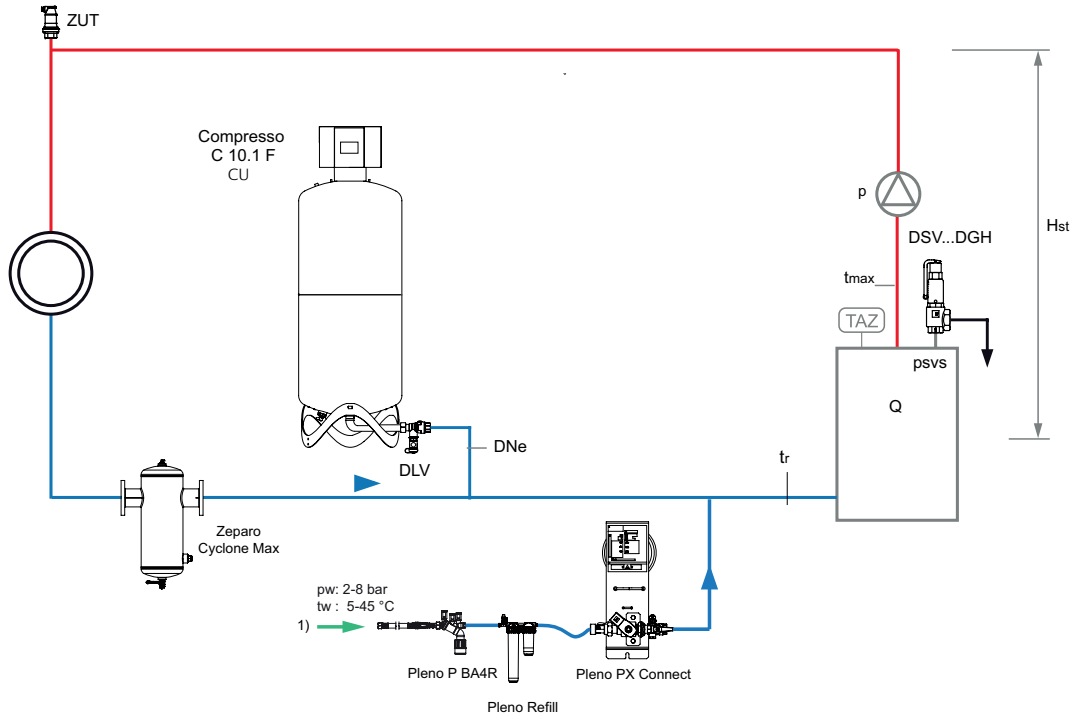 ZUT
Compresso
C 10.1 F
CU
p
Hst
DSV...DGH
tmax
TAZ
psvs
Q
DNe
DLV
tr
Zeparo
Cyclone Max
pw: 2-8 bar
tw : 5-45 °C
1)
Pleno P BA4R
Pleno PX Connect
Pleno Refill